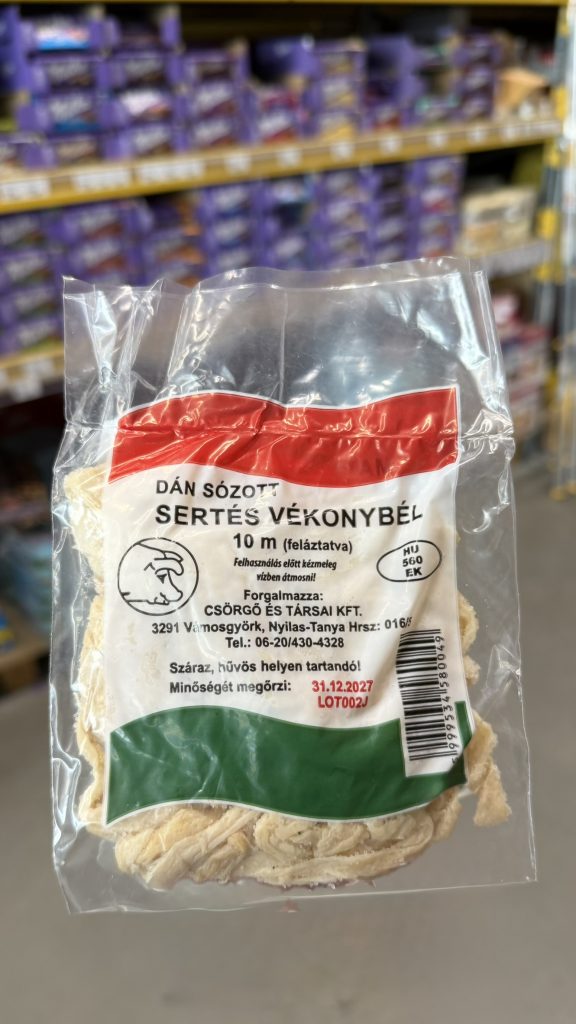 DÁN SÓZOTT
SERTÉS VÉKONYBÉL
10 m (feláztatva)
Felhasználás előtt kézmeleg
vízben átmosni!
HU
560
EK
Forgalmazza:
CSÖRGŐ ÉS TÁRSAI KFT.
3291 Vámosgyörk, Nyilas-Tanya Hrsz: 016/5
Tel.: 06-20/430-4328
Száraz, hűvös helyen tartandó!
Minőségét megőrzi: 31.12.2027
LOT002J
59995341580049